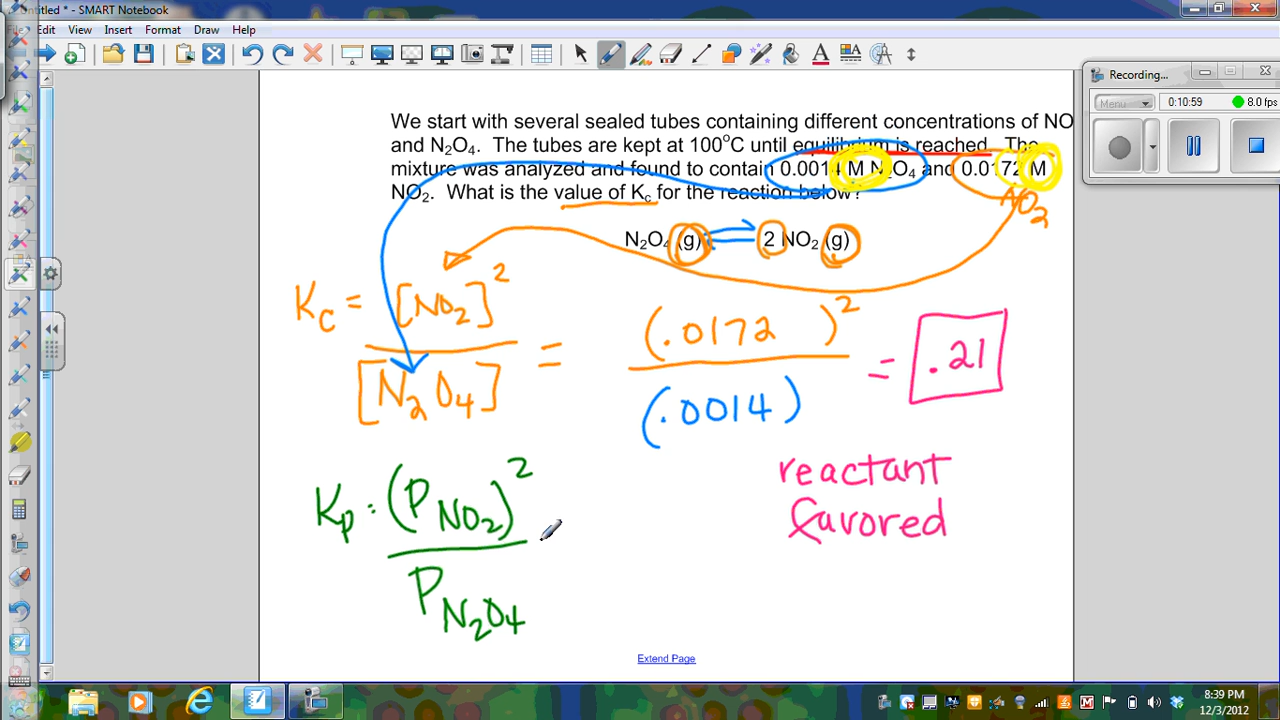 Untitled* - SMART Notebook
Edit View Insert Format Draw Help
Recording...
Menu
0:10:59 8.0 fps
We start with several sealed tubes containing different concentrations of NO
and N₂O₄. The tubes are kept at 100°C until equilibrium is reached. The
mixture was analyzed and found to contain 0.0014 M N₂O₄ and 0.0172 M
NO₂. What is the value of Kc for the reaction below?
NO₂
N₂O₄ (g) ⇌ 2 NO₂ (g)
Kc = [NO₂]² / [N₂O₄] = (.0172)² / (.0014) = .21
reactant
favored
Kp : (P NO₂)² / P N₂O₄
Extend Page
8:39 PM
12/3/2012